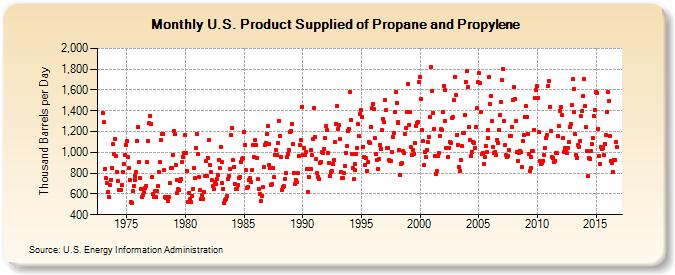 Monthly U.S. Product Supplied of Propane and Propylene
Thousand Barrels per Day
2,000
1,800
1,600
1,400
1,200
1,000
800
600
400
1975 1980 1985 1990 1995 2000 2005 2010 2015
Source: U.S. Energy Information Administration